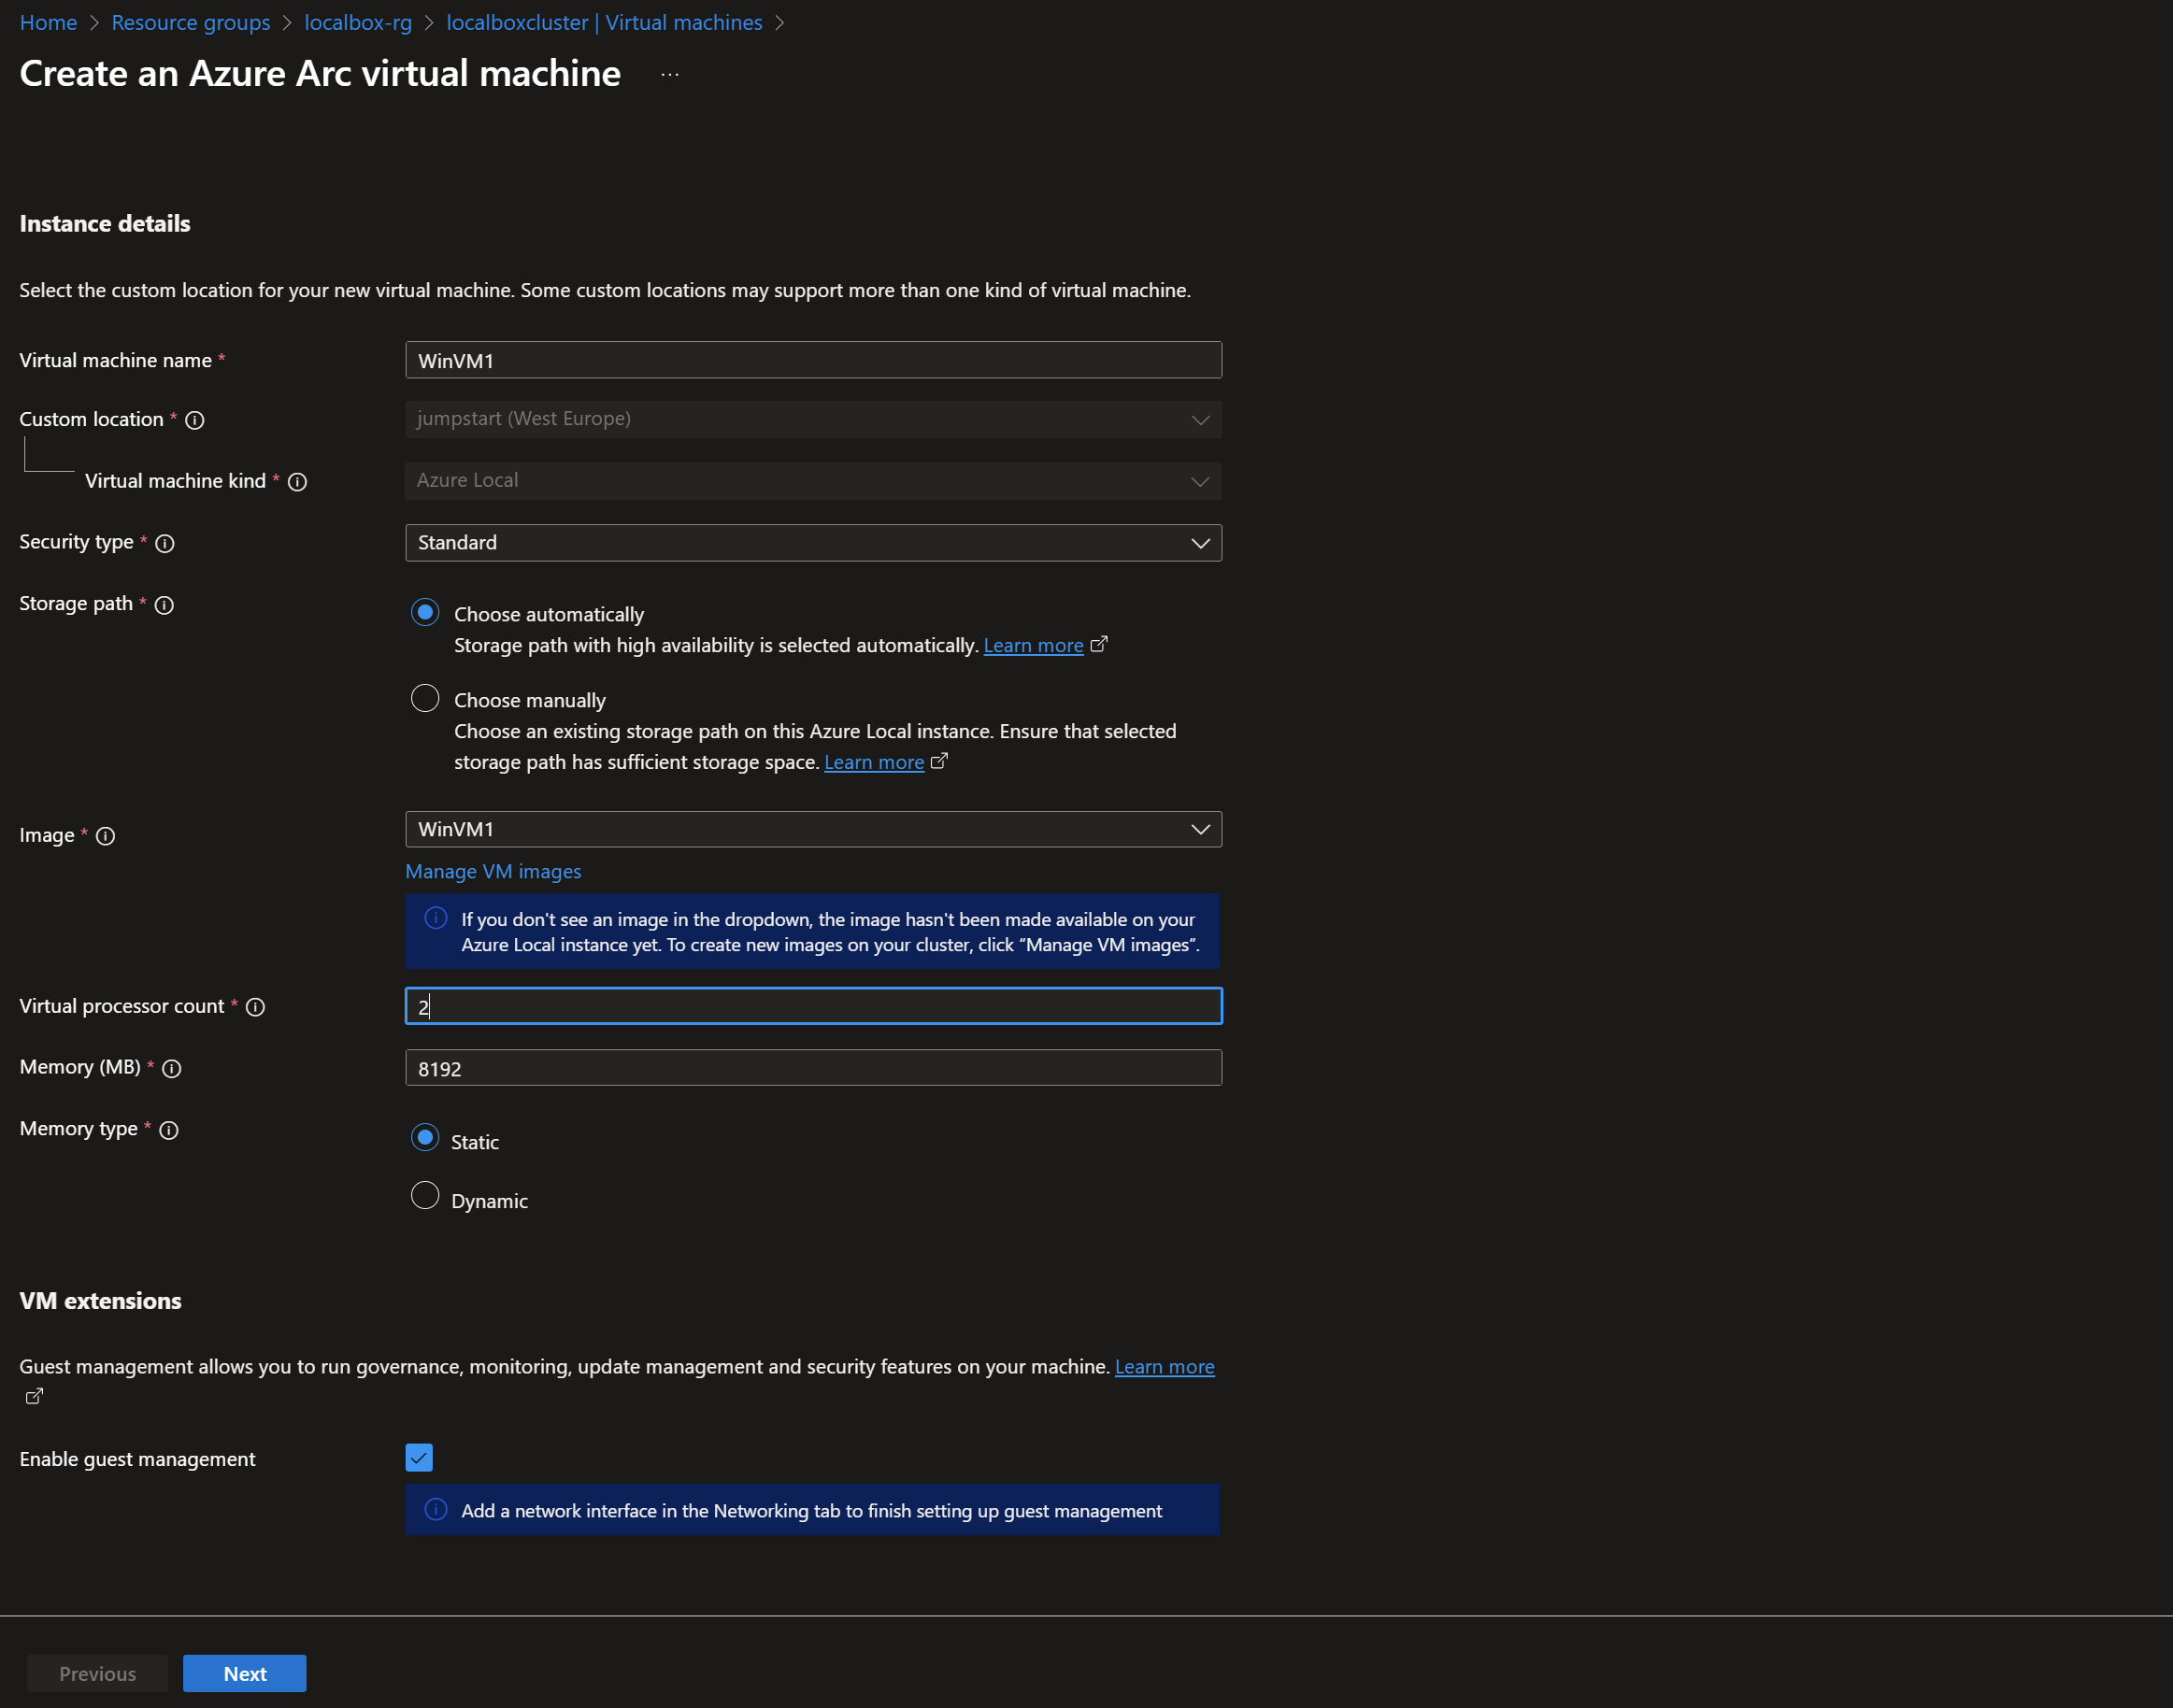 Home > Resource groups > localbox-rg > localboxcluster | Virtual machines >
Create an Azure Arc virtual machine ...
Instance details
Select the custom location for your new virtual machine. Some custom locations may support more than one kind of virtual machine.
Virtual machine name *
WinVM1
Custom location *
jumpstart (West Europe)
Virtual machine kind *
Azure Local
Security type *
Standard
Storage path *
Choose automatically
Storage path with high availability is selected automatically. Learn more
Choose manually
Choose an existing storage path on this Azure Local instance. Ensure that selected
storage path has sufficient storage space. Learn more
Image *
WinVM1
Manage VM images
If you don't see an image in the dropdown, the image hasn't been made available on your
Azure Local instance yet. To create new images on your cluster, click “Manage VM images”.
Virtual processor count *
2
Memory (MB) *
8192
Memory type *
Static
Dynamic
VM extensions
Guest management allows you to run governance, monitoring, update management and security features on your machine. Learn more
Enable guest management
Add a network interface in the Networking tab to finish setting up guest management
Previous
Next